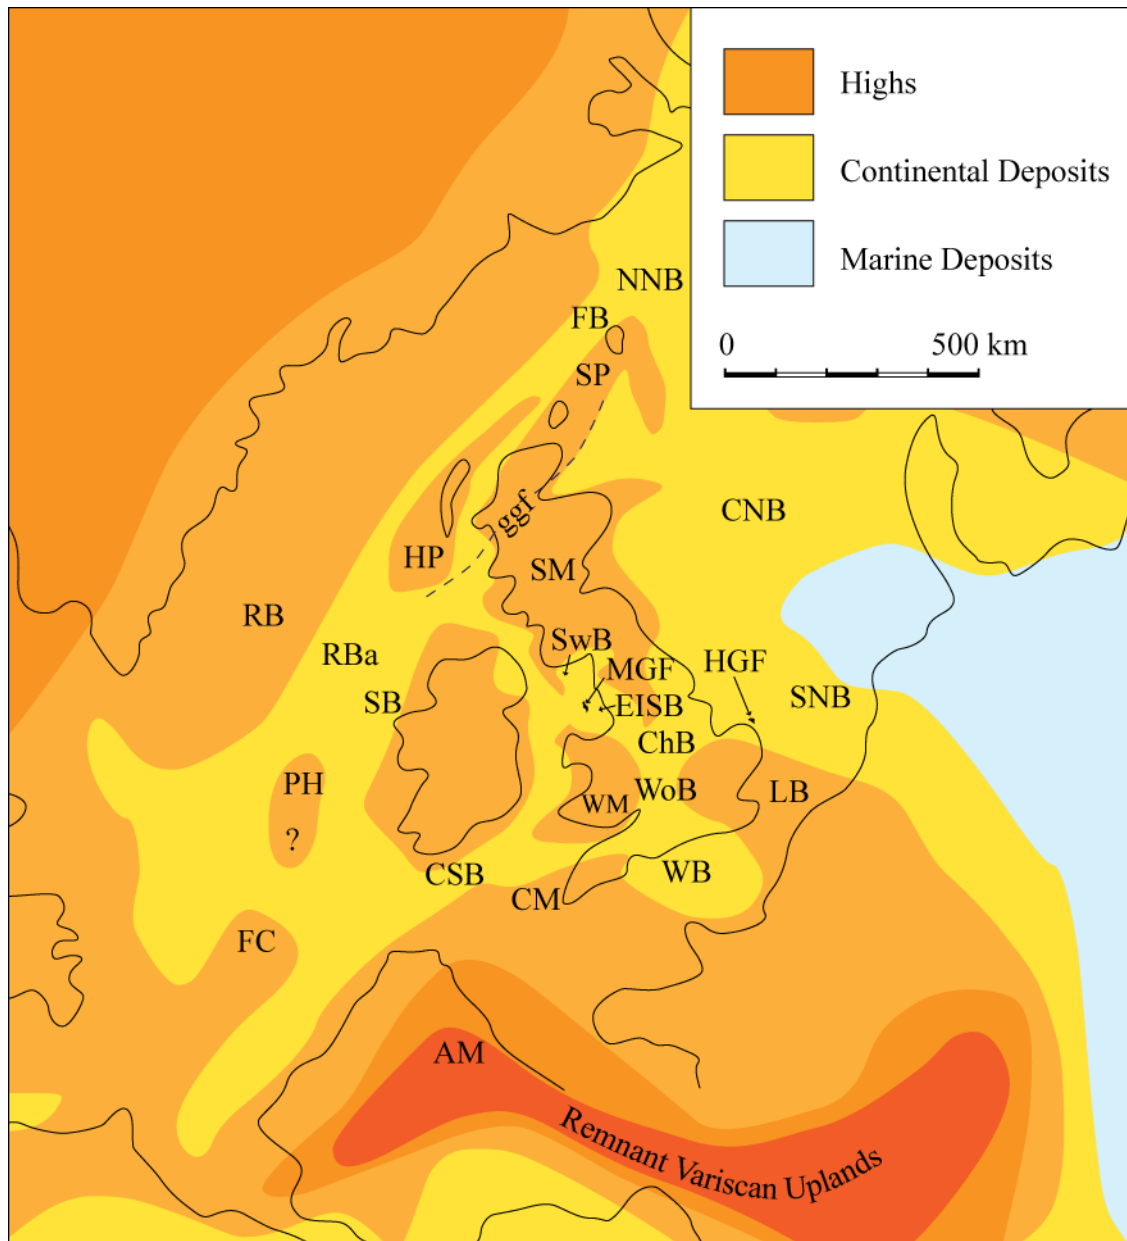 Highs
Continental Deposits
Marine Deposits
0 500 km
NNB
FB
SP
ggf
CNB
HP
SM
RB
SwB
RBa
MGF
HGF
SB
EISB
SNB
ChB
PH
WM
WoB
LB
?
CSB
WB
CM
FC
AM
Remnant Variscan Uplands